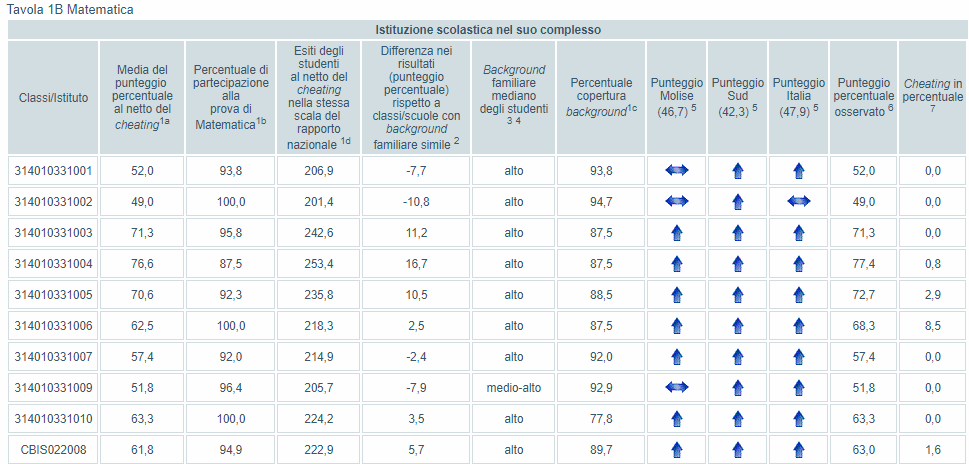 Tavola 1B Matematica
Istituzione scolastica nel suo complesso
Classi/Istituto
Media del
punteggio
percentuale
al netto del
cheating1a
Percentuale di
partecipazione
alla
prova di
Matematica1b
Esiti degli
studenti
al netto del
cheating
nella stessa
scala del
rapporto
nazionale 1d
Differenza nei
risultati
(punteggio
percentuale)
rispetto a
classi/scuole con
background
familiare simile 2
Background
familiare
mediano
degli studenti
3 4
Percentuale
copertura
background1c
Punteggio
Molise
(46,7) 5
Punteggio
Sud
(42,3) 5
Punteggio
Italia
(47,9) 5
Punteggio
percentuale
osservato 6
Cheating in
percentuale
7
314010331001 52,0 93,8 206,9 -7,7 alto 93,8 52,0 0,0
314010331002 49,0 100,0 201,4 -10,8 alto 94,7 49,0 0,0
314010331003 71,3 95,8 242,6 11,2 alto 87,5 71,3 0,0
314010331004 76,6 87,5 253,4 16,7 alto 87,5 77,4 0,8
314010331005 70,6 92,3 235,8 10,5 alto 88,5 72,7 2,9
314010331006 62,5 100,0 218,3 2,5 alto 87,5 68,3 8,5
314010331007 57,4 92,0 214,9 -2,4 alto 92,0 57,4 0,0
314010331009 51,8 96,4 205,7 -7,9 medio-alto 92,9 51,8 0,0
314010331010 63,3 100,0 224,2 3,5 alto 77,8 63,3 0,0
CBIS022008 61,8 94,9 222,9 5,7 alto 89,7 63,0 1,6